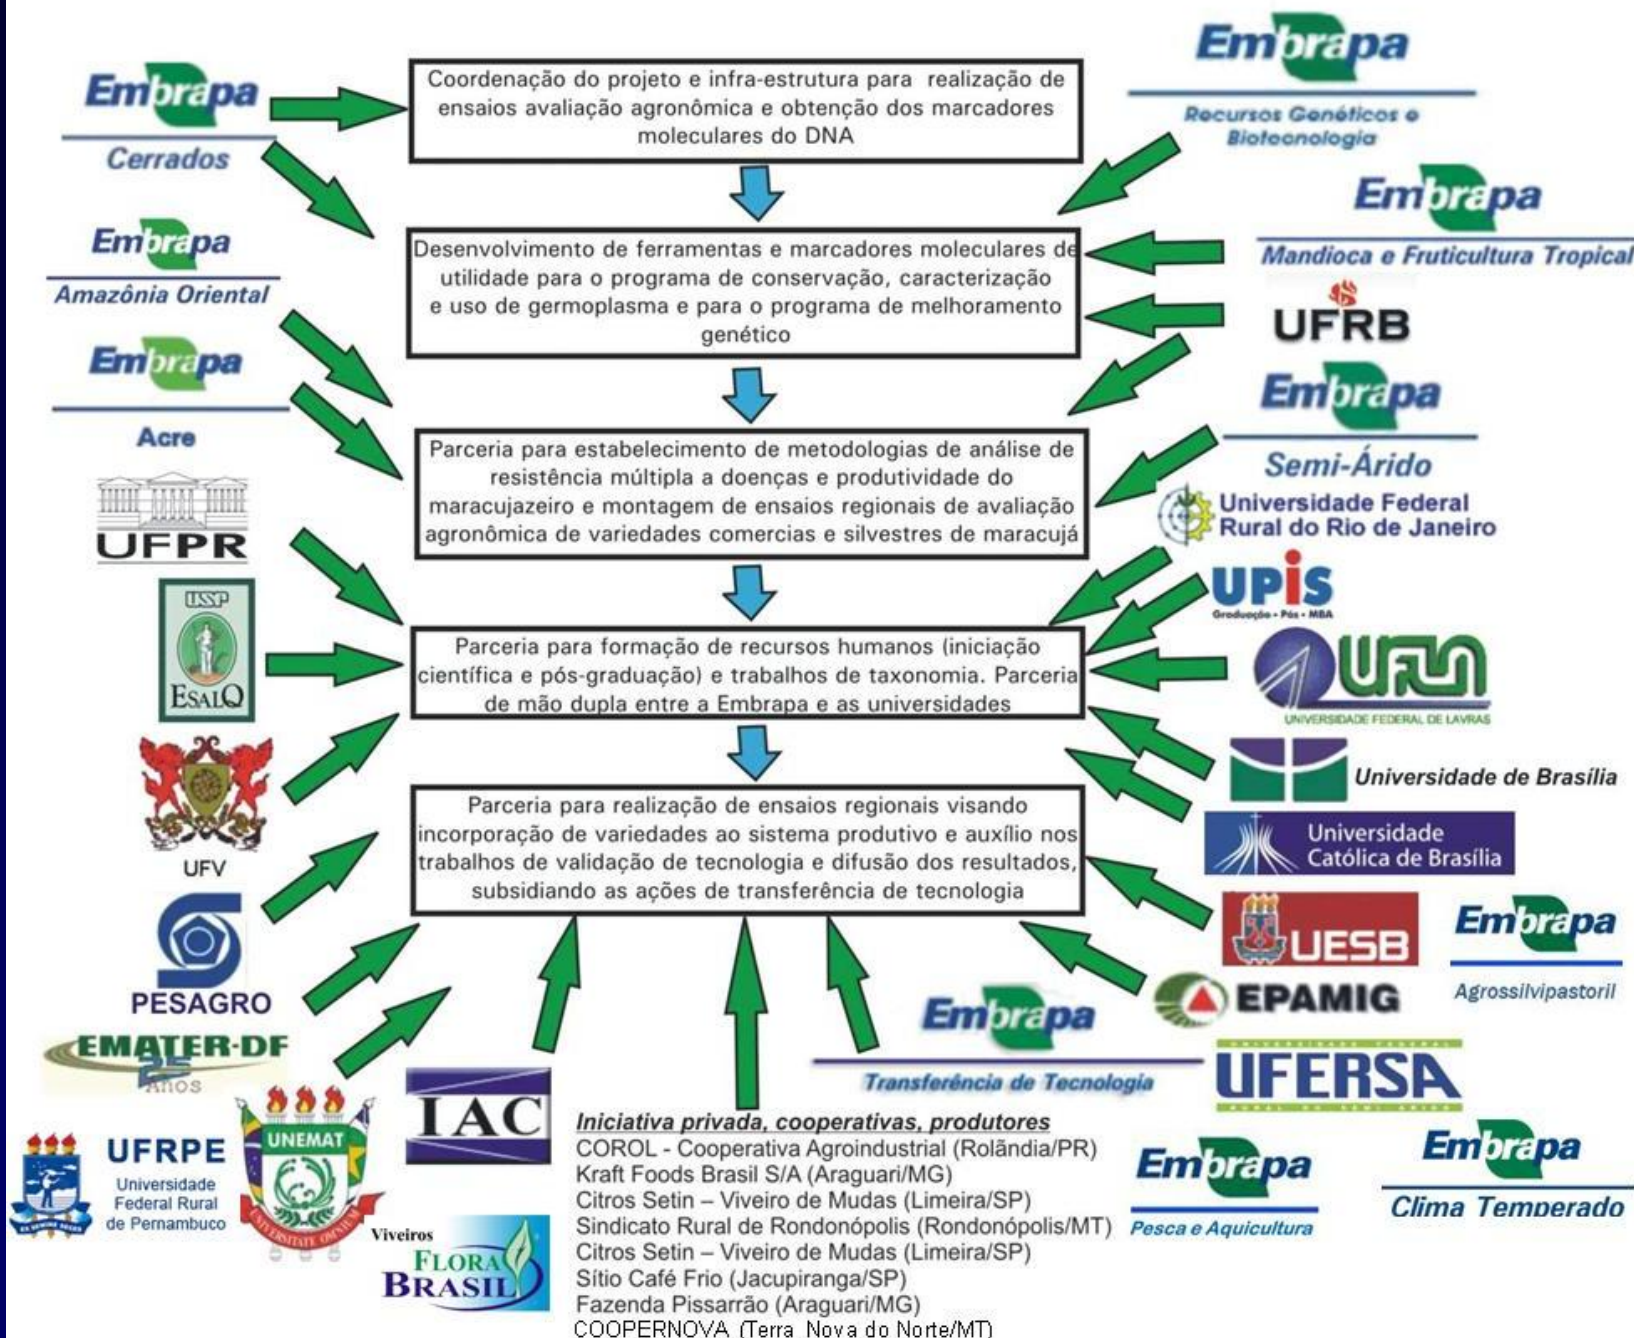 Embrapa
Cerrados
Embrapa
Amazônia Oriental
Embrapa
Acre
UFPR
USP
ESALQ
UFV
PESAGRO
EMATER-DF
25
Anos
UFRPE
Universidade
Federal Rural
de Pernambuco
UNEMAT
IAC
Viveiros
FLORA
BRASIL
Coordenação do projeto e infra-estrutura para realização de
ensaios avaliação agronômica e obtenção dos marcadores
moleculares do DNA
Desenvolvimento de ferramentas e marcadores moleculares de
utilidade para o programa de conservação, caracterização
e uso de germoplasma e para o programa de melhoramento
genético
Parceria para estabelecimento de metodologias de análise de
resistência múltipla a doenças e produtividade do
maracujazeiro e montagem de ensaios regionais de avaliação
agronômica de variedades comercias e silvestres de maracujá
Parceria para formação de recursos humanos (iniciação
científica e pós-graduação) e trabalhos de taxonomia. Parceria
de mão dupla entre a Embrapa e as universidades
Parceria para realização de ensaios regionais visando
incorporação de variedades ao sistema produtivo e auxílio nos
trabalhos de validação de tecnologia e difusão dos resultados,
subsidiando as ações de transferência de tecnologia
Embrapa
Recursos Genéticos e
Biotecnologia
Embrapa
Mandioca e Fruticultura Tropical
UFRB
Embrapa
Semi-Árido
Universidade Federal
Rural do Rio de Janeiro
UPIS
Graduação - Pós - MBA
UFLA
UNIVERSIDADE FEDERAL DE LAVRAS
Universidade de Brasília
Universidade
Católica de Brasília
UESB
Embrapa
Agrossilvipastoril
EPAMIG
Embrapa
Transferência de Tecnologia
UFERSA
Embrapa
Pesca e Aquicultura
Embrapa
Clima Temperado
Iniciativa privada, cooperativas, produtores
COROL - Cooperativa Agroindustrial (Rolãndia/PR)
Kraft Foods Brasil S/A (Araguari/MG)
Citros Setin – Viveiro de Mudas (Limeira/SP)
Sindicato Rural de Rondonópolis (Rondonópolis/MT)
Citros Setin – Viveiro de Mudas (Limeira/SP)
Sítio Café Frio (Jacupiranga/SP)
Fazenda Pissarrão (Araguari/MG)
COOPERNOVA (Terra Nova do Norte/MT)